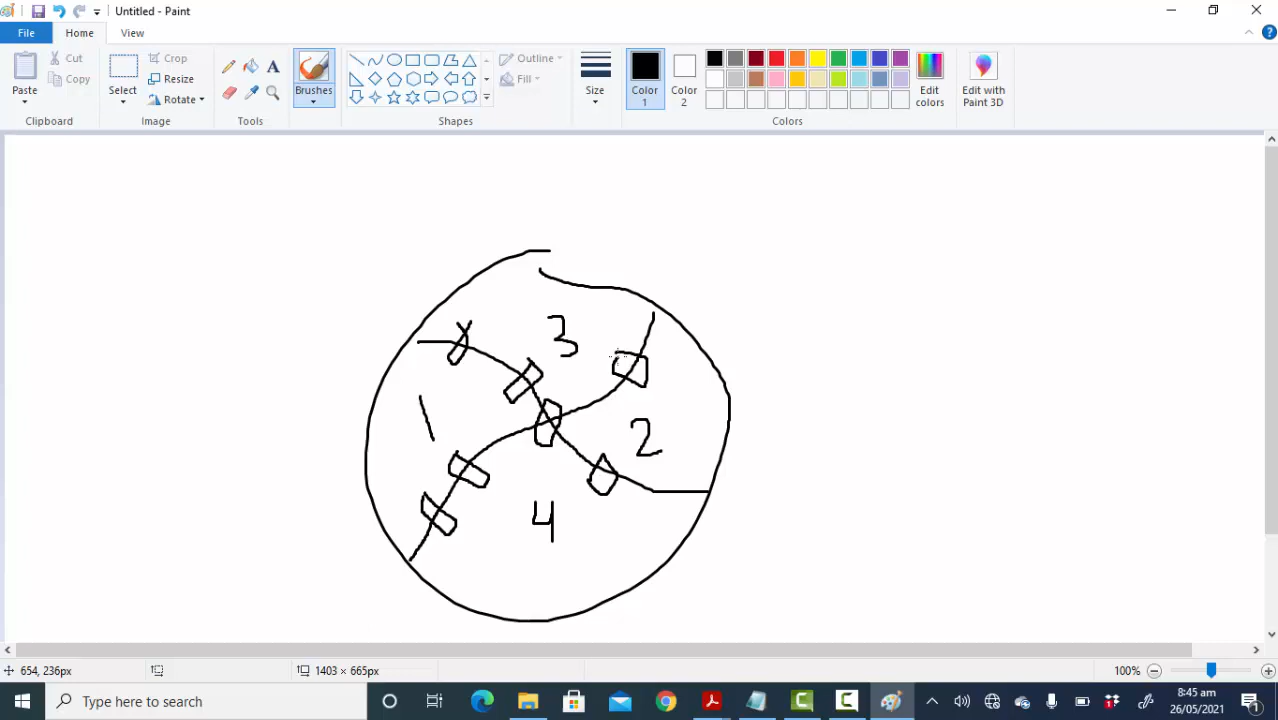 Untitled - Paint
File Home View
Paste Cut Copy Clipboard
Select Crop Resize Rotate Image
A Tools
Brushes
Outline Fill Shapes
Size
Color 1 Color 2 Edit colors Colors
Edit with Paint 3D
3
1
2
4
654, 236px 1403 × 665px 100%
Type here to search 1 8:45 am 26/05/2021 1